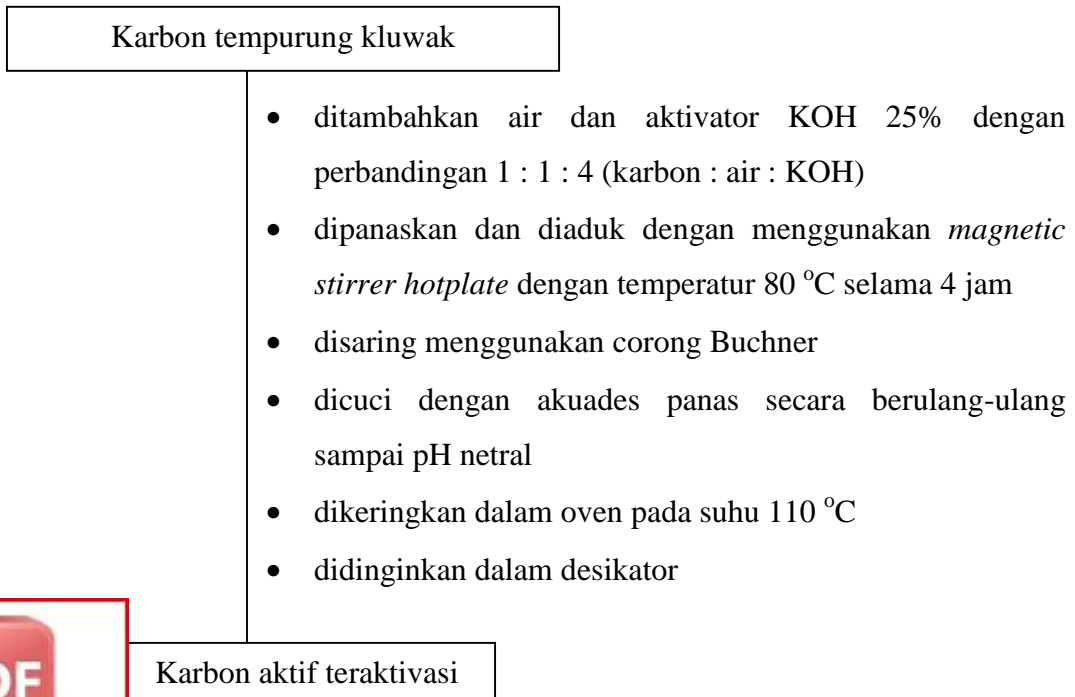 Karbon tempurung kluwak
• ditambahkan air dan aktivator KOH 25% dengan
perbandingan 1 : 1 : 4 (karbon : air : KOH)
• dipanaskan dan diaduk dengan menggunakan magnetic
stirrer hotplate dengan temperatur 80 °C selama 4 jam
• disaring menggunakan corong Buchner
• dicuci dengan akuades panas secara berulang-ulang
sampai pH netral
• dikeringkan dalam oven pada suhu 110 °C
• didinginkan dalam desikator
Karbon aktif teraktivasi